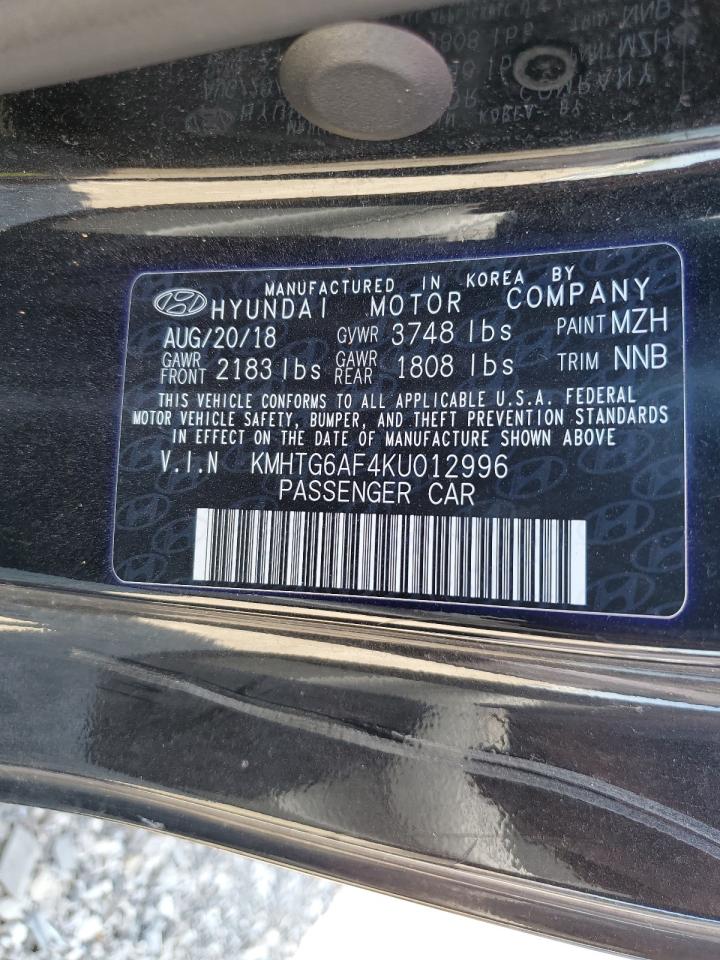 MANUFACTURED IN KOREA BY
HYUNDAI MOTOR COMPANY
AUG/20/18 GVWR 3748 lbs PAINT MZH
GAWR FRONT 2183 lbs GAWR REAR 1808 lbs TRIM NNB
THIS VEHICLE CONFORMS TO ALL APPLICABLE U.S.A. FEDERAL
MOTOR VEHICLE SAFETY, BUMPER, AND THEFT PREVENTION STANDARDS
IN EFFECT ON THE DATE OF MANUFACTURE SHOWN ABOVE
V.I.N KMHTG6AF4KU012996
PASSENGER CAR